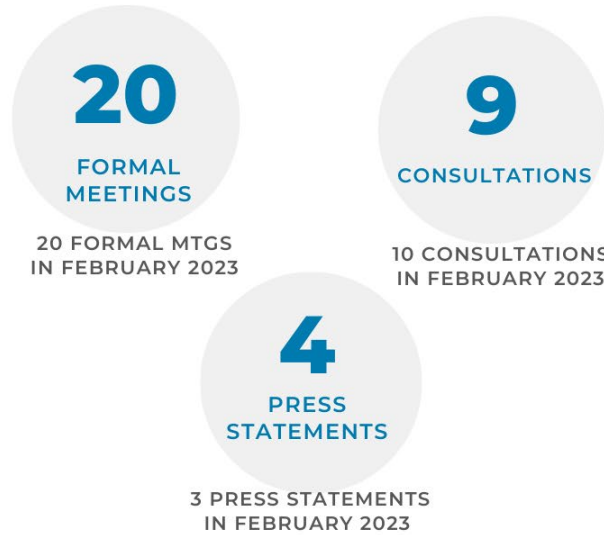 20
FORMAL
MEETINGS
20 FORMAL MTGS
IN FEBRUARY 2023
9
CONSULTATIONS
10 CONSULTATIONS
IN FEBRUARY 2023
4
PRESS
STATEMENTS
3 PRESS STATEMENTS
IN FEBRUARY 2023